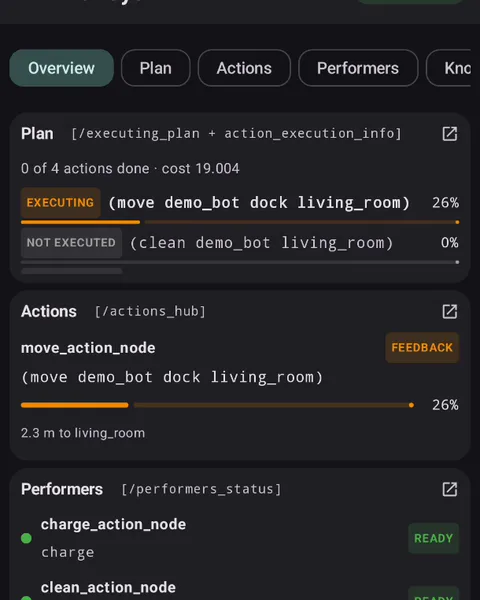 Overview Plan Actions Performers
Plan [/executing_plan + action_execution_info]
0 of 4 actions done · cost 19.004
EXECUTING (move demo_bot dock living_room) 26%
NOT EXECUTED (clean demo_bot living_room) 0%
Actions [/actions_hub]
move_action_node FEEDBACK
(move demo_bot dock living_room)
26%
2.3 m to living_room
Performers [/performers_status]
charge_action_node
READY
charge
clean_action_node
READY